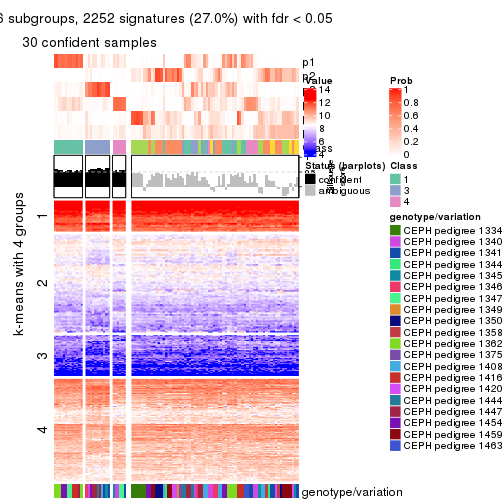 6 subgroups, 2252 signatures (27.0%) with fdr < 0.05
30 confident samples
p1
p2
Value
14
12
10
8
6
4
Prob
1
0.8
0.6
0.4
0.2
0
Status (barplots)
confident
ambiguous
Class
1
3
4
genotype/variation
CEPH pedigree 1334
CEPH pedigree 1340
CEPH pedigree 1341
CEPH pedigree 1344
CEPH pedigree 1345
CEPH pedigree 1346
CEPH pedigree 1347
CEPH pedigree 1349
CEPH pedigree 1350
CEPH pedigree 1358
CEPH pedigree 1362
CEPH pedigree 1375
CEPH pedigree 1408
CEPH pedigree 1416
CEPH pedigree 1420
CEPH pedigree 1444
CEPH pedigree 1447
CEPH pedigree 1454
CEPH pedigree 1459
CEPH pedigree 1463
k-means with 4 groups
1
2
3
4
genotype/variation